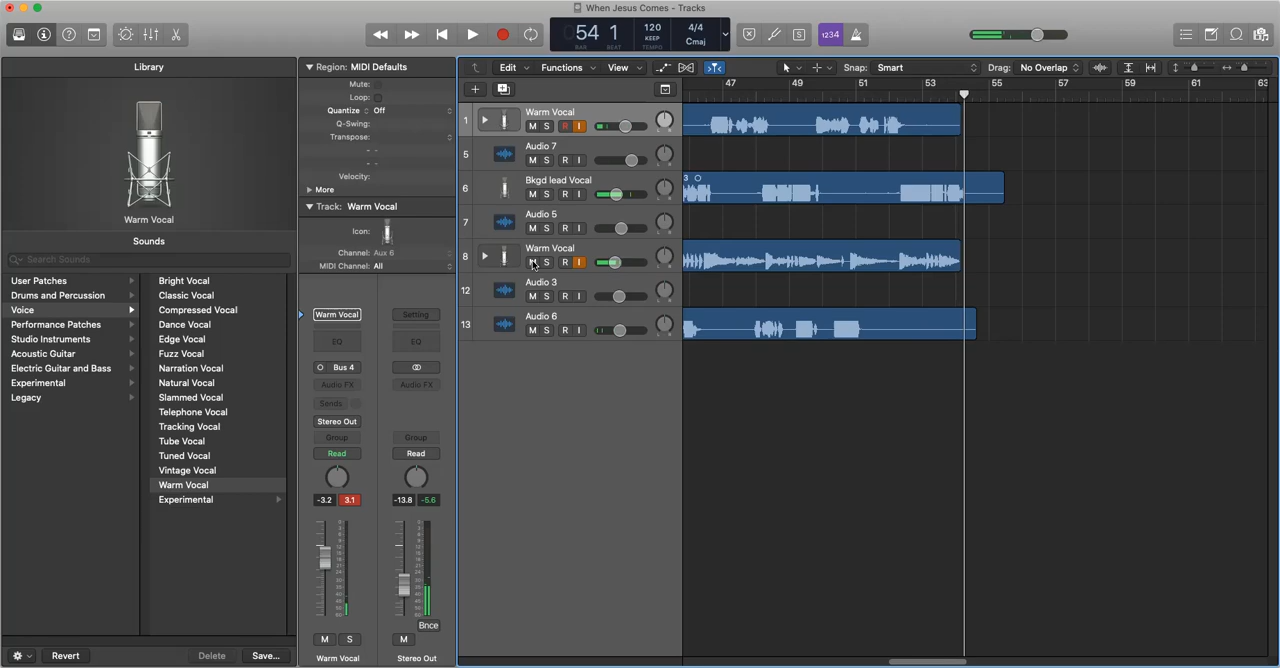 When Jesus Comes - Tracks
54 1
BAR BEAT
120
KEEP
TEMPO
4/4
Cmaj
1234
Library
Warm Vocal
Sounds
Search Sounds
User Patches
Drums and Percussion
Voice
Performance Patches
Studio Instruments
Acoustic Guitar
Electric Guitar and Bass
Experimental
Legacy
Bright Vocal
Classic Vocal
Compressed Vocal
Dance Vocal
Edge Vocal
Fuzz Vocal
Narration Vocal
Natural Vocal
Slammed Vocal
Telephone Vocal
Tracking Vocal
Tube Vocal
Tuned Vocal
Vintage Vocal
Warm Vocal
Experimental
Revert
Delete
Save...
Region: MIDI Defaults
Mute:
Loop:
Quantize Off
Q-Swing:
Transpose:
Velocity:
More
Track: Warm Vocal
Icon:
Channel: Aux 6
MIDI Channel: All
Warm Vocal
EQ
Bus 4
Audio FX
Sends
Stereo Out
Group
Read
-3.2 3.1
M S
Warm Vocal
Setting
EQ
Audio FX
Group
Read
-13.8 -5.6
Bnce
M
Stereo Out
Edit Functions View
Snap: Smart
Drag: No Overlap
47 49 51 53 55 57 59 61 63
1 Warm Vocal
M S R I
5 Audio 7
M S R I
6 Bkgd lead Vocal
M S R I
3
7 Audio 5
M S R I
8 Warm Vocal
M S R I
12 Audio 3
M S R I
13 Audio 6
M S R I